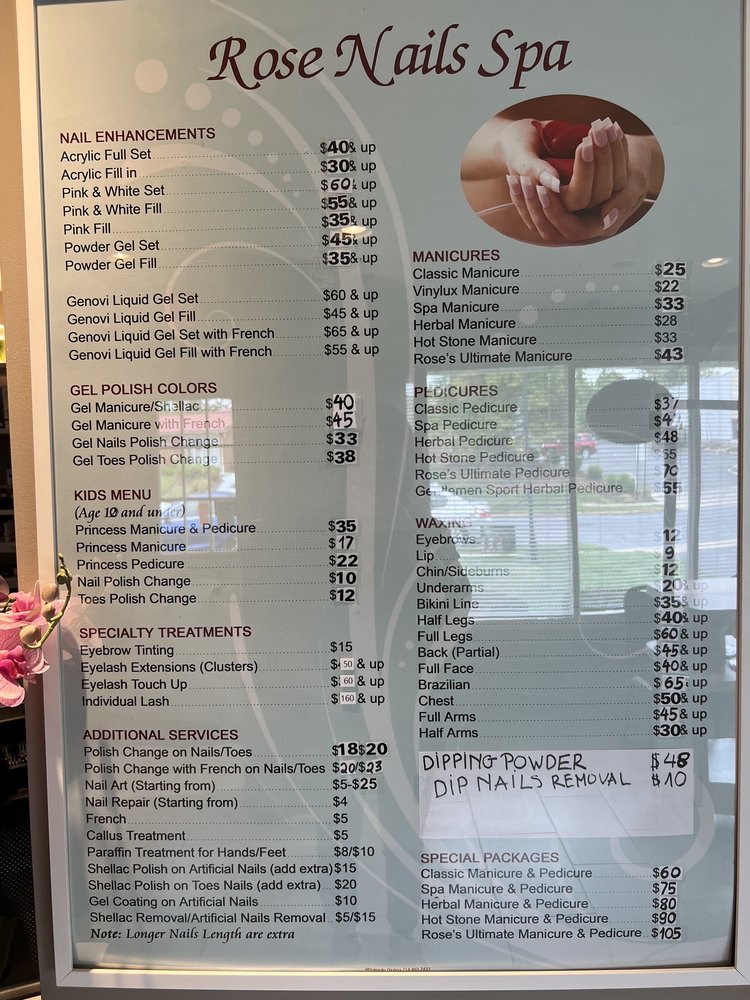 Rose Nails Spa
NAIL ENHANCEMENTS
Acrylic Full Set $40& up
Acrylic Fill in $30& up
Pink & White Set $60& up
Pink & White Fill $55& up
Pink Fill $35& up
Powder Gel Set $45& up
Powder Gel Fill $35& up
Genovi Liquid Gel Set $60 & up
Genovi Liquid Gel Fill $45 & up
Genovi Liquid Gel Set with French $65 & up
Genovi Liquid Gel Fill with French $55 & up
GEL POLISH COLORS
Gel Manicure/Shellac $40
Gel Manicure with French $45
Gel Nails Polish Change $33
Gel Toes Polish Change $38
KIDS MENU
(Age 10 and under)
Princess Manicure & Pedicure $35
Princess Manicure $17
Princess Pedicure $22
Nail Polish Change $10
Toes Polish Change $12
SPECIALTY TREATMENTS
Eyebrow Tinting $15
Eyelash Extensions (Clusters) $50 & up
Eyelash Touch Up $60 & up
Individual Lash $160 & up
ADDITIONAL SERVICES
Polish Change on Nails/Toes $18$20
Polish Change with French on Nails/Toes $20/$23
Nail Art (Starting from) $5-$25
Nail Repair (Starting from) $4
French $5
Callus Treatment $5
Paraffin Treatment for Hands/Feet $8/$10
Shellac Polish on Artificial Nails (add extra) $15
Shellac Polish on Toes Nails (add extra) $20
Gel Coating on Artificial Nails $10
Shellac Removal/Artificial Nails Removal $5/$15
Note: Longer Nails Length are extra
MANICURES
Classic Manicure $25
Vinylux Manicure $22
Spa Manicure $33
Herbal Manicure $28
Hot Stone Manicure $33
Rose's Ultimate Manicure $43
PEDICURES
Classic Pedicure
Spa Pedicure
Herbal Pedicure $48
Hot Stone Pedicure
Rose's Ultimate Pedicure 70
Gentlemen Sport Herbal Pedicure 55
WAXING
Eyebrows 12
Lip 9
Chin/Sideburns $12
Underarms 20& up
Bikini Line $35& up
Half Legs $40& up
Full Legs $60& up
Back (Partial) $45& up
Full Face $40& up
Brazilian $65& up
Chest $50& up
Full Arms $45& up
Half Arms $30& up
DIPPING POWDER $48
DIP NAILS REMOVAL $10
SPECIAL PACKAGES
Classic Manicure & Pedicure $60
Spa Manicure & Pedicure $75
Herbal Manicure & Pedicure $80
Hot Stone Manicure & Pedicure $90
Rose's Ultimate Manicure & Pedicure $105